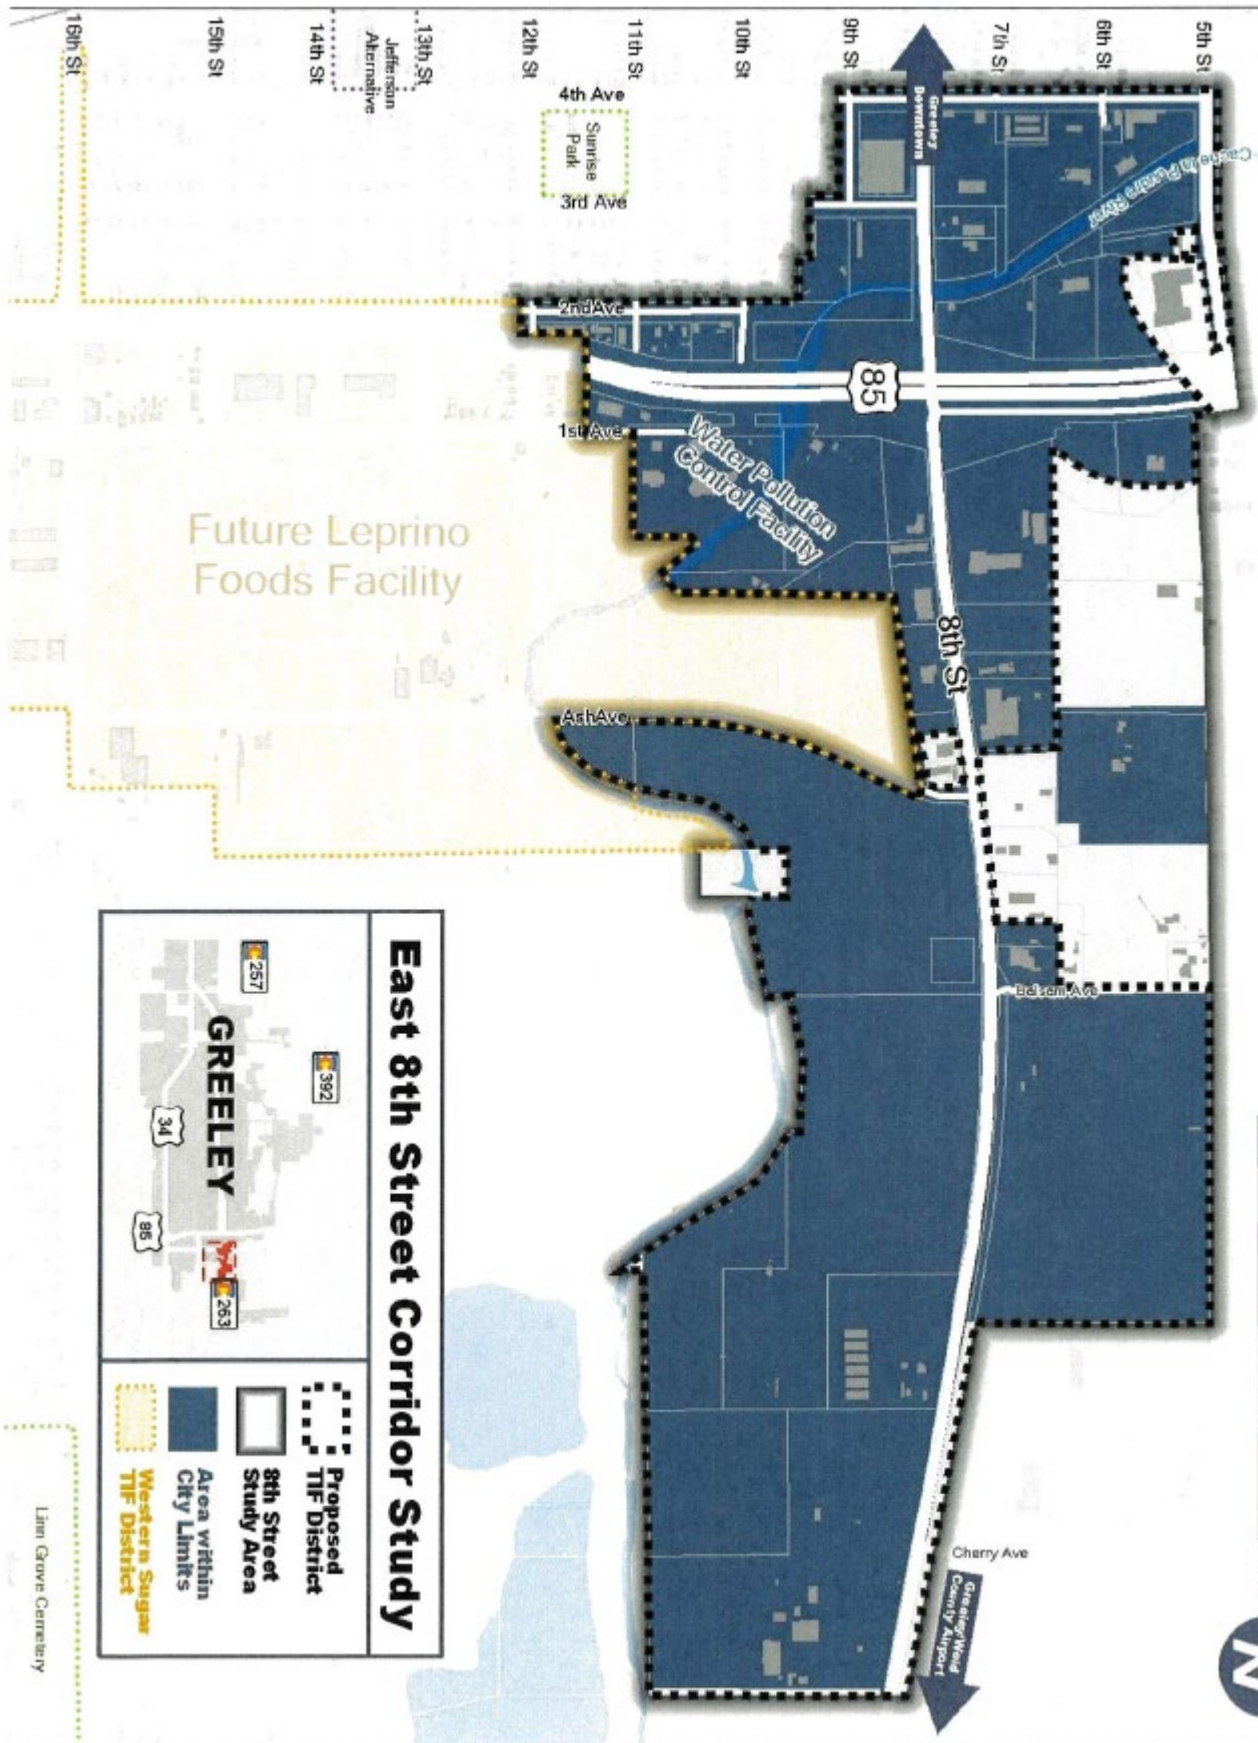 5th St
6th St
7th St
9th St
10th St
11th St
12th St
13th St
14th St
15th St
16th St
Jefferson
Alternative
Greeley
Downtown
Cache la Poudre River
4th Ave
Sunrise
Park
3rd Ave
2nd Ave
85
1st Ave
Water Pollution
Control Facility
Future Leprino
Foods Facility
8th St
Ash Ave
Balsam Ave
Cherry Ave
Greeley/Weld
County Airport
N
East 8th Street Corridor Study
257
392
GREELEY
34
85
263
Proposed
TIF District
8th Street
Study Area
Area within
City Limits
Western Sugar
TIF District
Linn Grove Cemetery